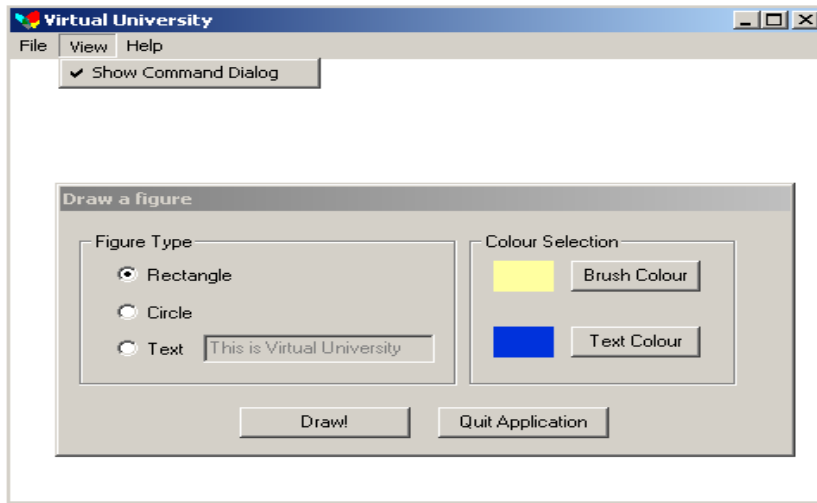 Virtual University
File View Help
Show Command Dialog
Draw a figure
Figure Type
Rectangle
Circle
Text This is Virtual University
Colour Selection
Brush Colour
Text Colour
Draw! Quit Application